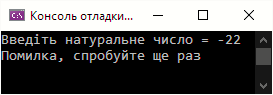 Консоль отладки...
Введіть натуральне число = -22
Помилка, спробуйте ще раз